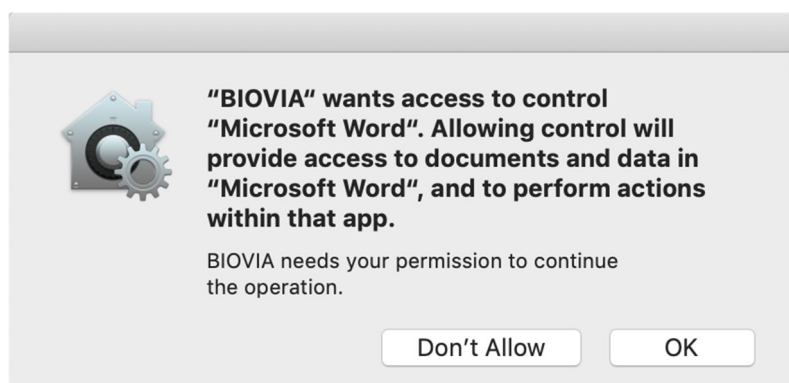 “BIOVIA“ wants access to control
“Microsoft Word“. Allowing control will
provide access to documents and data in
“Microsoft Word“, and to perform actions
within that app.
BIOVIA needs your permission to continue
the operation.
Don’t Allow
OK